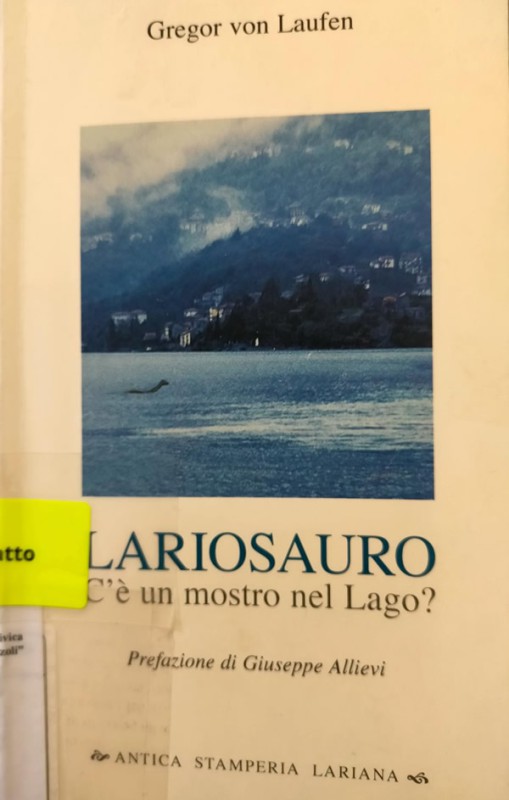 Gregor von Laufen
LARIOSAURO
C'è un mostro nel Lago?
Prefazione di Giuseppe Allievi
ANTICA STAMPERIA LARIANA